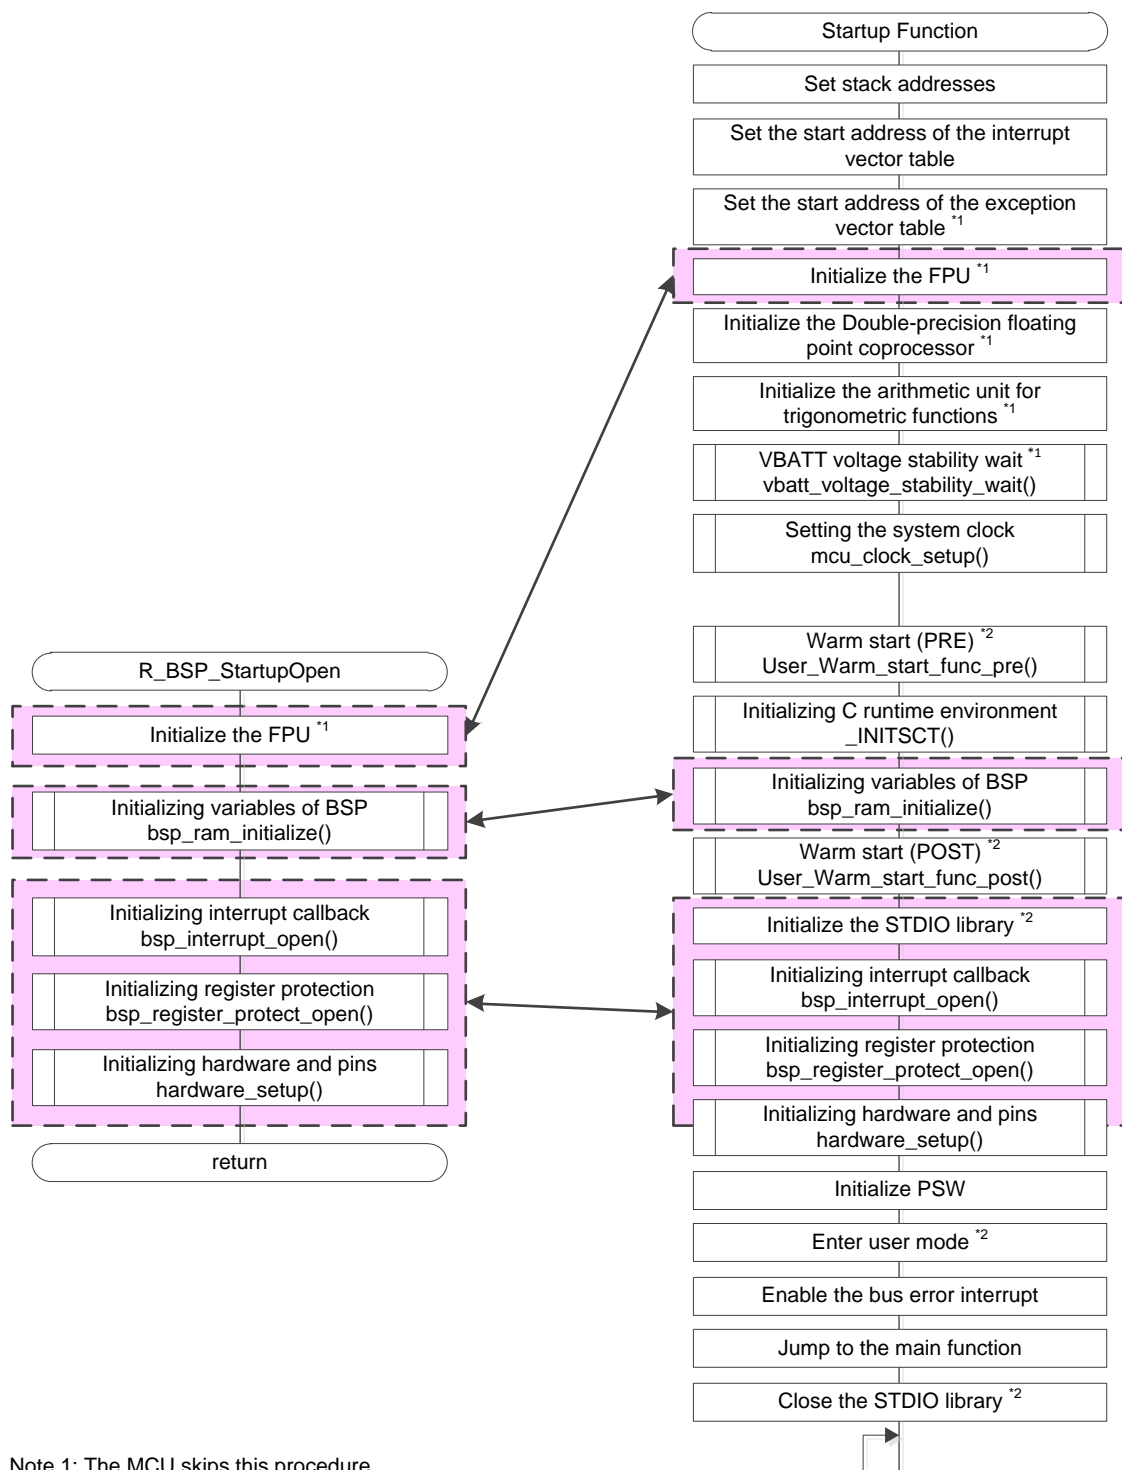 Startup Function
Set stack addresses
Set the start address of the interrupt
vector table
Set the start address of the exception
vector table *1
Initialize the FPU *1
Initialize the Double-precision floating
point coprocessor *1
Initialize the arithmetic unit for
trigonometric functions *1
VBATT voltage stability wait *1
vbatt_voltage_stability_wait()
Setting the system clock
mcu_clock_setup()
Warm start (PRE) *2
User_Warm_start_func_pre()
Initializing C runtime environment
_INITSCT()
Initializing variables of BSP
bsp_ram_initialize()
Warm start (POST) *2
User_Warm_start_func_post()
Initialize the STDIO library *2
Initializing interrupt callback
bsp_interrupt_open()
Initializing register protection
bsp_register_protect_open()
Initializing hardware and pins
hardware_setup()
Initialize PSW
Enter user mode *2
Enable the bus error interrupt
Jump to the main function
Close the STDIO library *2
R_BSP_StartupOpen
Initialize the FPU *1
Initializing variables of BSP
bsp_ram_initialize()
Initializing interrupt callback
bsp_interrupt_open()
Initializing register protection
bsp_register_protect_open()
Initializing hardware and pins
hardware_setup()
return
Note 1: The MCU skips this procedure